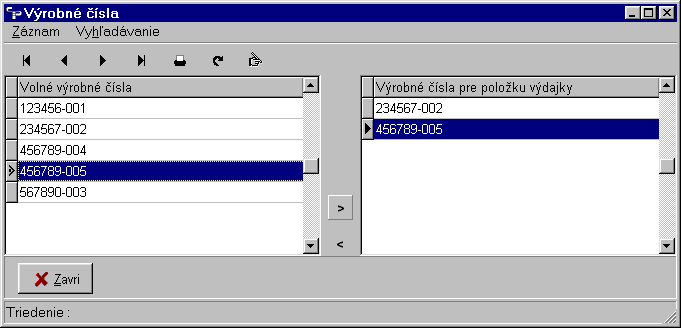 Výrobné čísla
Záznam Vyhľadávanie
Volné výrobné čísla
123456-001
234567-002
456789-004
456789-005
567890-003
>
<
Výrobné čísla pre položku výdajky
234567-002
456789-005
Zavri
Triedenie :